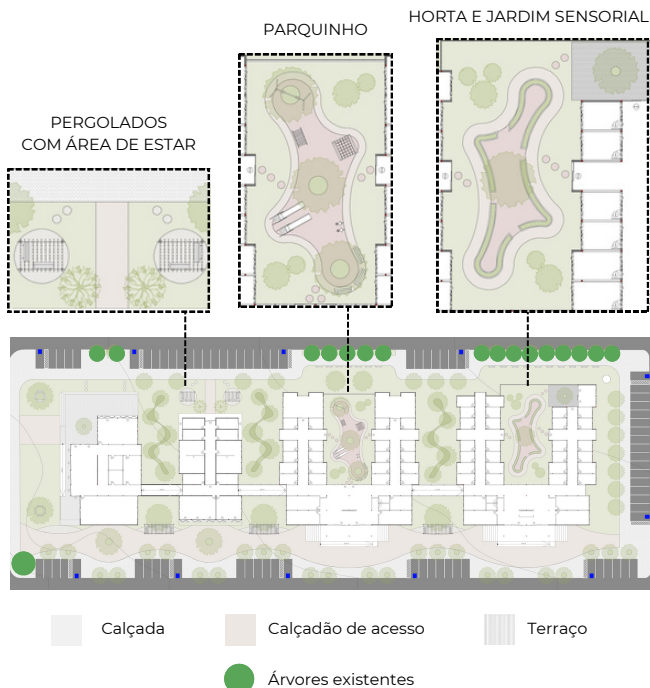 HORTA E JARDIM SENSORIAL
PARQUINHO
PERGOLADOS
COM ÁREA DE ESTAR
Calçada
Calçadão de acesso
Terraço
Árvores existentes